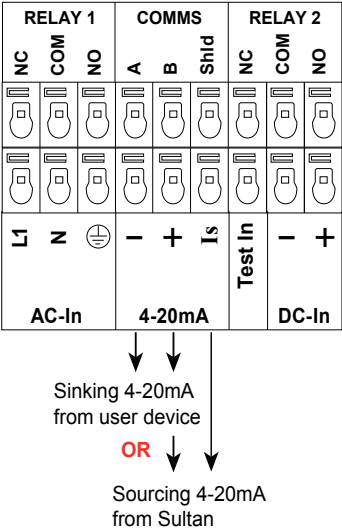 RELAY 1 COMMS RELAY 2
NC COM NO A B Shld NC COM NO
L1 N − + Is Test In − +
AC-In 4-20mA DC-In
Sinking 4-20mA
from user device
OR
Sourcing 4-20mA
from Sultan